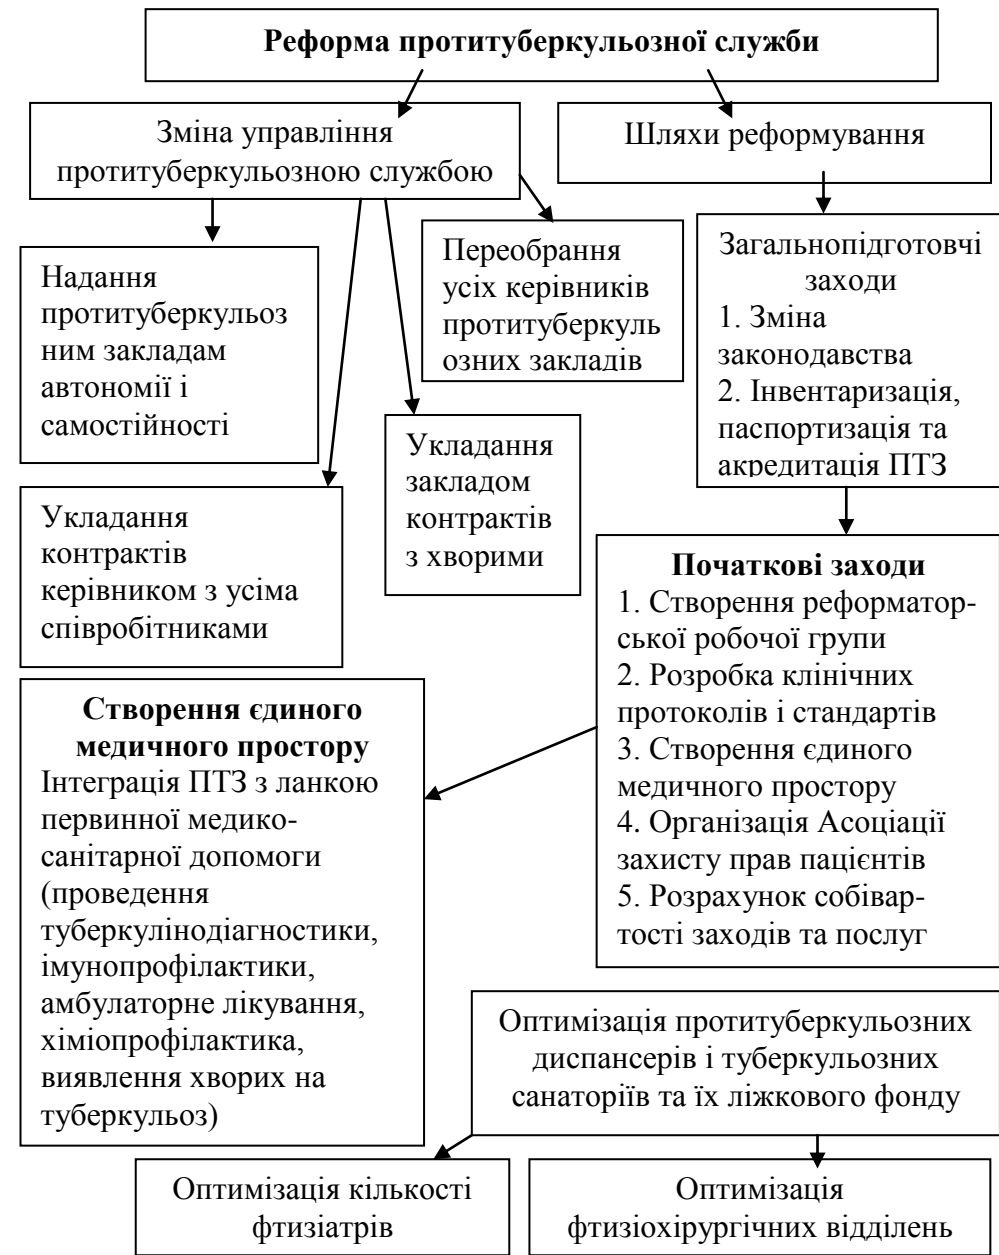 Реформа протитуберкульозної служби
Зміна управління
протитуберкульозною службою
Шляхи реформування
Надання
протитуберкульоз
ним закладам
автономії і
самостійності
Переобрання
усіх керівників
протитуберкуль
озних закладів
Загальнопідготовчі
заходи
1. Зміна
законодавства
2. Інвентаризація,
паспортизація та
акредитація ПТЗ
Укладання
контрактів
керівником з усіма
співробітниками
Укладання
закладом
контрактів
з хворими
Початкові заходи
1. Створення реформатор-
ської робочої групи
2. Розробка клінічних
протоколів і стандартів
3. Створення єдиного
медичного простору
4. Організація Асоціації
захисту прав пацієнтів
5. Розрахунок собівар-
тості заходів та послуг
Створення єдиного
медичного простору
Інтеграція ПТЗ з ланкою
первинної медико-
санітарної допомоги
(проведення
туберкулінодіагностики,
імунопрофілактики,
амбулаторне лікування,
хіміопрофілактика,
виявлення хворих на
туберкульоз)
Оптимізація протитуберкульозних
диспансерів і туберкульозних
санаторіїв та їх ліжкового фонду
Оптимізація кількості
фтизіатрів
Оптимізація
фтизіохірургічних відділень